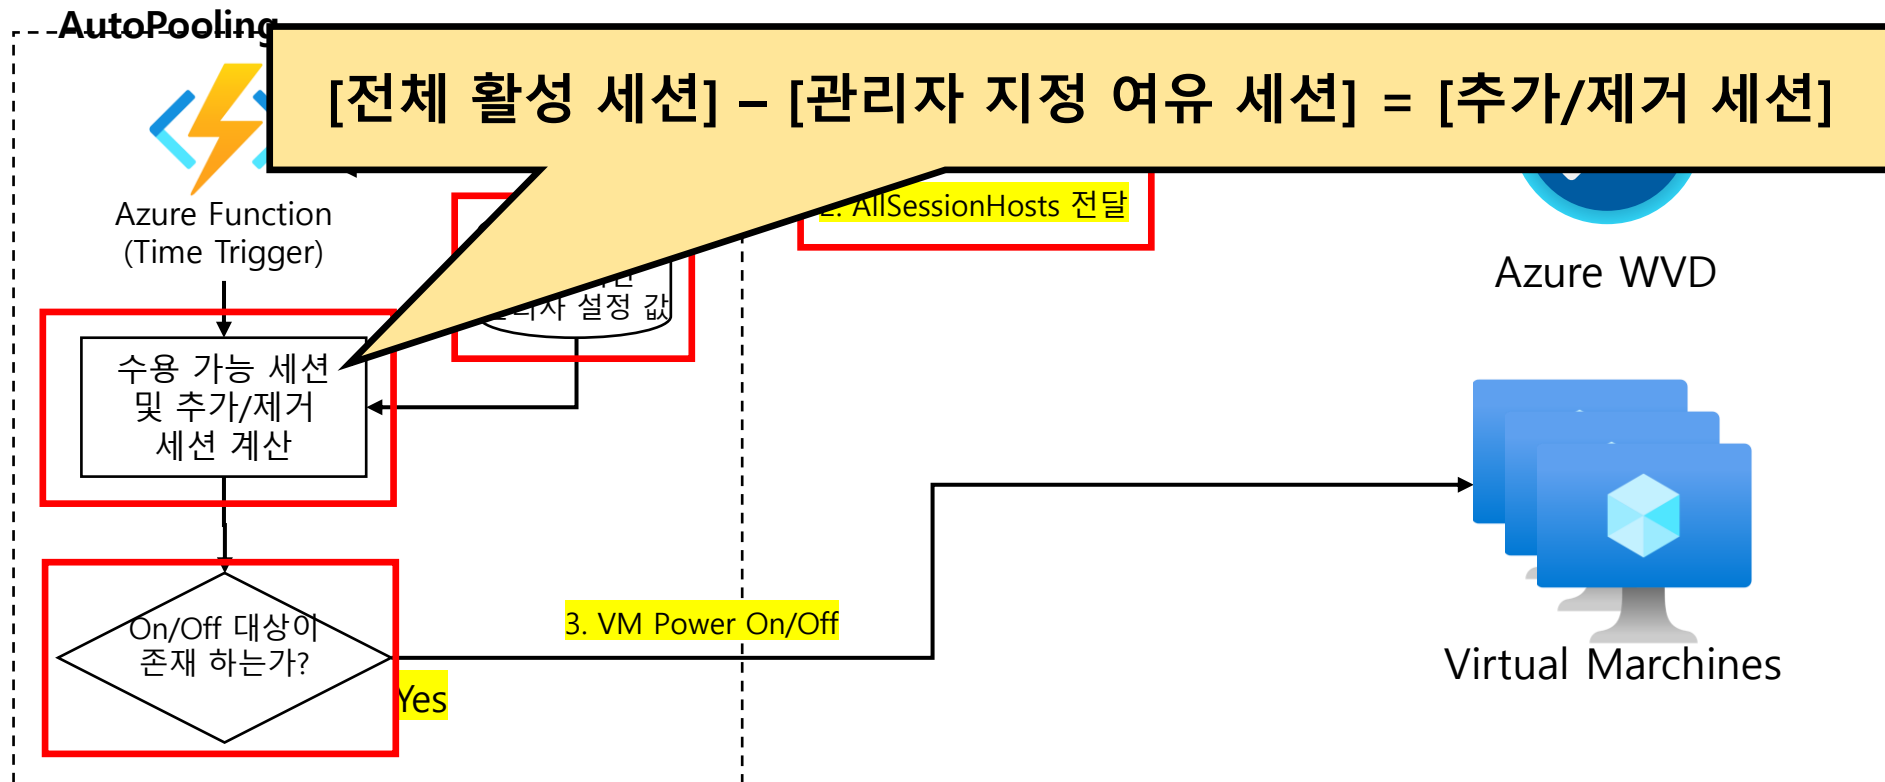 AutoPooling
[전체 활성 세션] – [관리자 지정 여유 세션] = [추가/제거 세션]
2. AllSessionHosts 전달
Azure Function
(Time Trigger)
Azure WVD
설정 값
수용 가능 세션
및 추가/제거
세션 계산
On/Off 대상이
존재 하는가?
3. VM Power On/Off
Yes
Virtual Marchines